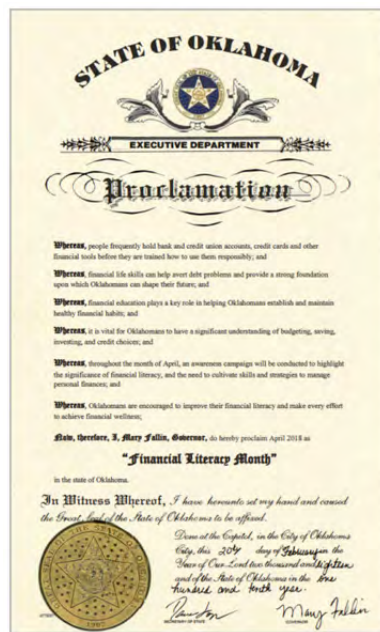 STATE OF OKLAHOMA
EXECUTIVE DEPARTMENT
Proclamation
Whereas, people frequently hold bank and credit union accounts, credit cards and other
financial tools before they are trained how to use them responsibly; and
Whereas, financial life skills can help avert debt problems and provide a strong foundation
upon which Oklahomans can shape their future; and
Whereas, financial education plays a key role in helping Oklahomans establish and maintain
healthy financial habits; and
Whereas, it is vital for Oklahomans to have a significant understanding of budgeting, saving,
investing, and credit choices; and
Whereas, throughout the month of April, an awareness campaign will be conducted to highlight
the significance of financial literacy, and the need to cultivate skills and strategies to manage
personal finances; and
Whereas, Oklahomans are encouraged to improve their financial literacy and make every effort
to achieve financial wellness;
Now, therefore, I, Mary Fallin, Governor, do hereby proclaim April 2018 as
“Financial Literacy Month”
in the state of Oklahoma.
In Witness Whereof, I have hereunto set my hand and caused
the Great Seal of the State of Oklahoma to be affixed.
Done at the Capitol, in the City of Oklahoma
City, this 20th day of February in the
Year of Our Lord two thousand and eighteen
and of the State of Oklahoma in the one
hundred and tenth year.
Mary Fallin
SECRETARY OF STATE
GOVERNOR
1907